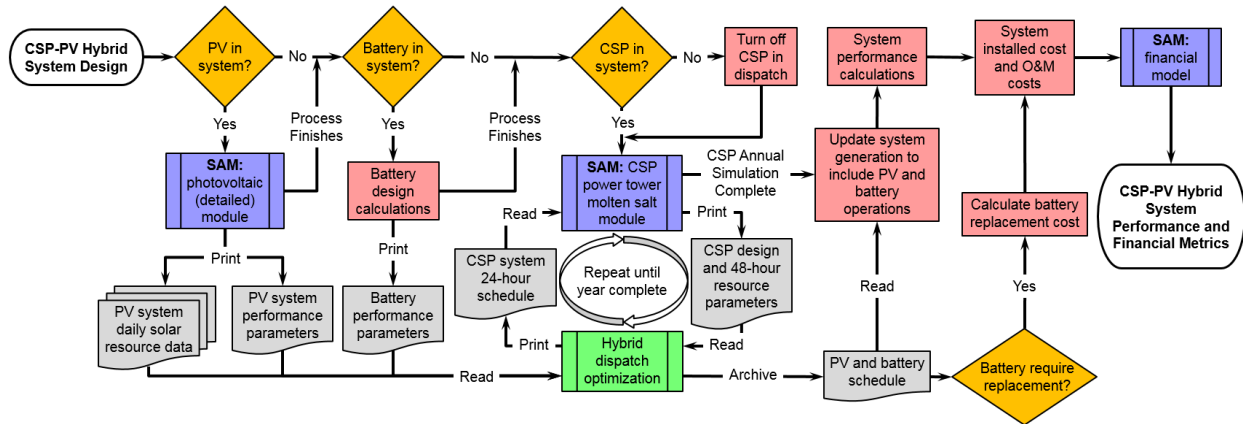 CSP-PV Hybrid
System Design
PV in
system?
No
Battery in
system?
No
CSP in
system?
No
Turn off
CSP in
dispatch
System
performance
calculations
System
installed cost
and O&M
costs
SAM:
financial
model
Yes
Process
Finishes
Yes
Process
Finishes
Yes
SAM:
photovoltaic
(detailed)
module
Battery
design
calculations
SAM: CSP
power tower
molten salt
module
CSP Annual
Simulation
Complete
Update system
generation to
include PV and
battery
operations
Calculate battery
replacement cost
CSP-PV Hybrid
System
Performance and
Financial Metrics
Print
Print
Read
Print
CSP system
24-hour
schedule
Repeat until
year complete
CSP design
and 48-hour
resource
parameters
PV system
daily solar
resource data
PV system
performance
parameters
Battery
performance
parameters
Read
Yes
Print
Read
Read
Hybrid
dispatch
optimization
Archive
PV and battery
schedule
Battery require
replacement?